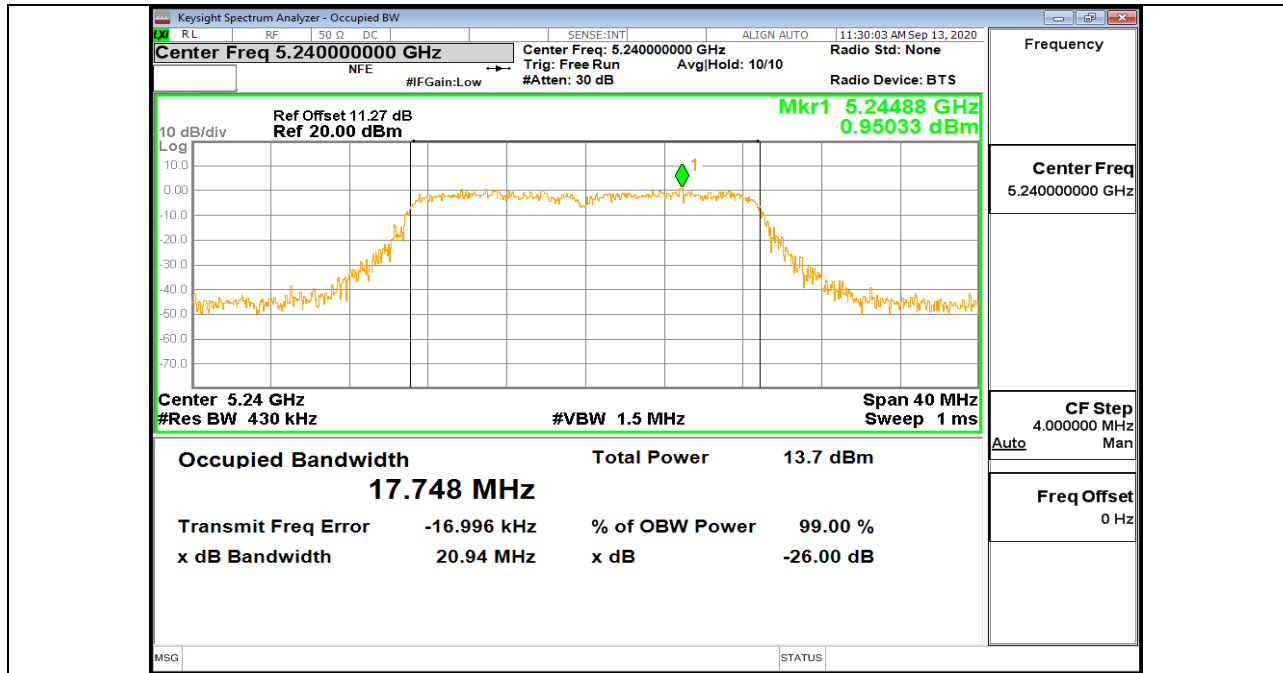 Keysight Spectrum Analyzer - Occupied BW
LXI RL RF 50 Ω DC SENSE:INT ALIGN AUTO 11:30:03 AM Sep 13, 2020
Center Freq 5.240000000 GHz
NFE
#IFGain:Low
Center Freq: 5.240000000 GHz
Trig: Free Run Avg|Hold: 10/10
#Atten: 30 dB
Radio Std: None
Radio Device: BTS
Frequency
Ref Offset 11.27 dB
10 dB/div Ref 20.00 dBm
Mkr1 5.24488 GHz
0.95033 dBm
Log
10.0
0.00
-10.0
-20.0
-30.0
-40.0
-50.0
-60.0
-70.0
1
Center 5.24 GHz Span 40 MHz
#Res BW 430 kHz #VBW 1.5 MHz Sweep 1 ms
Occupied Bandwidth Total Power 13.7 dBm
17.748 MHz
Transmit Freq Error -16.996 kHz % of OBW Power 99.00 %
x dB Bandwidth 20.94 MHz x dB -26.00 dB
Center Freq
5.240000000 GHz
CF Step
4.000000 MHz
Auto Man
Freq Offset
0 Hz
MSG STATUS